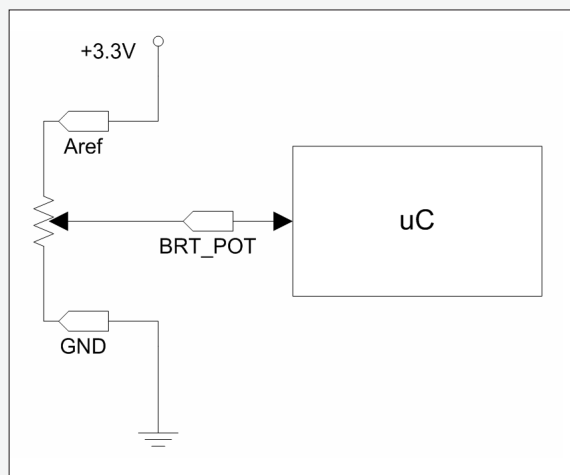 +3.3V
Aref
uC
BRT_POT
GND